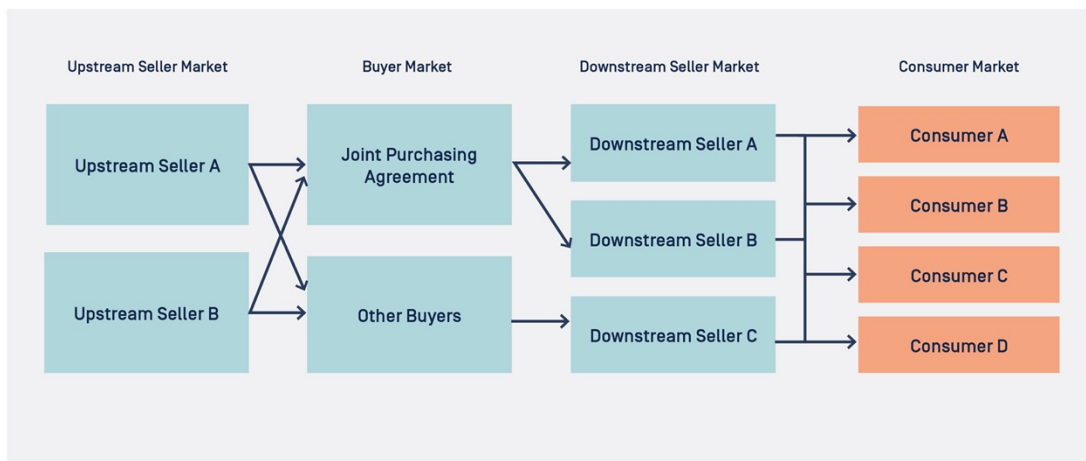 Upstream Seller Market
Buyer Market
Downstream Seller Market
Consumer Market
Upstream Seller A
Upstream Seller B
Joint Purchasing
Agreement
Other Buyers
Downstream Seller A
Downstream Seller B
Downstream Seller C
Consumer A
Consumer B
Consumer C
Consumer D